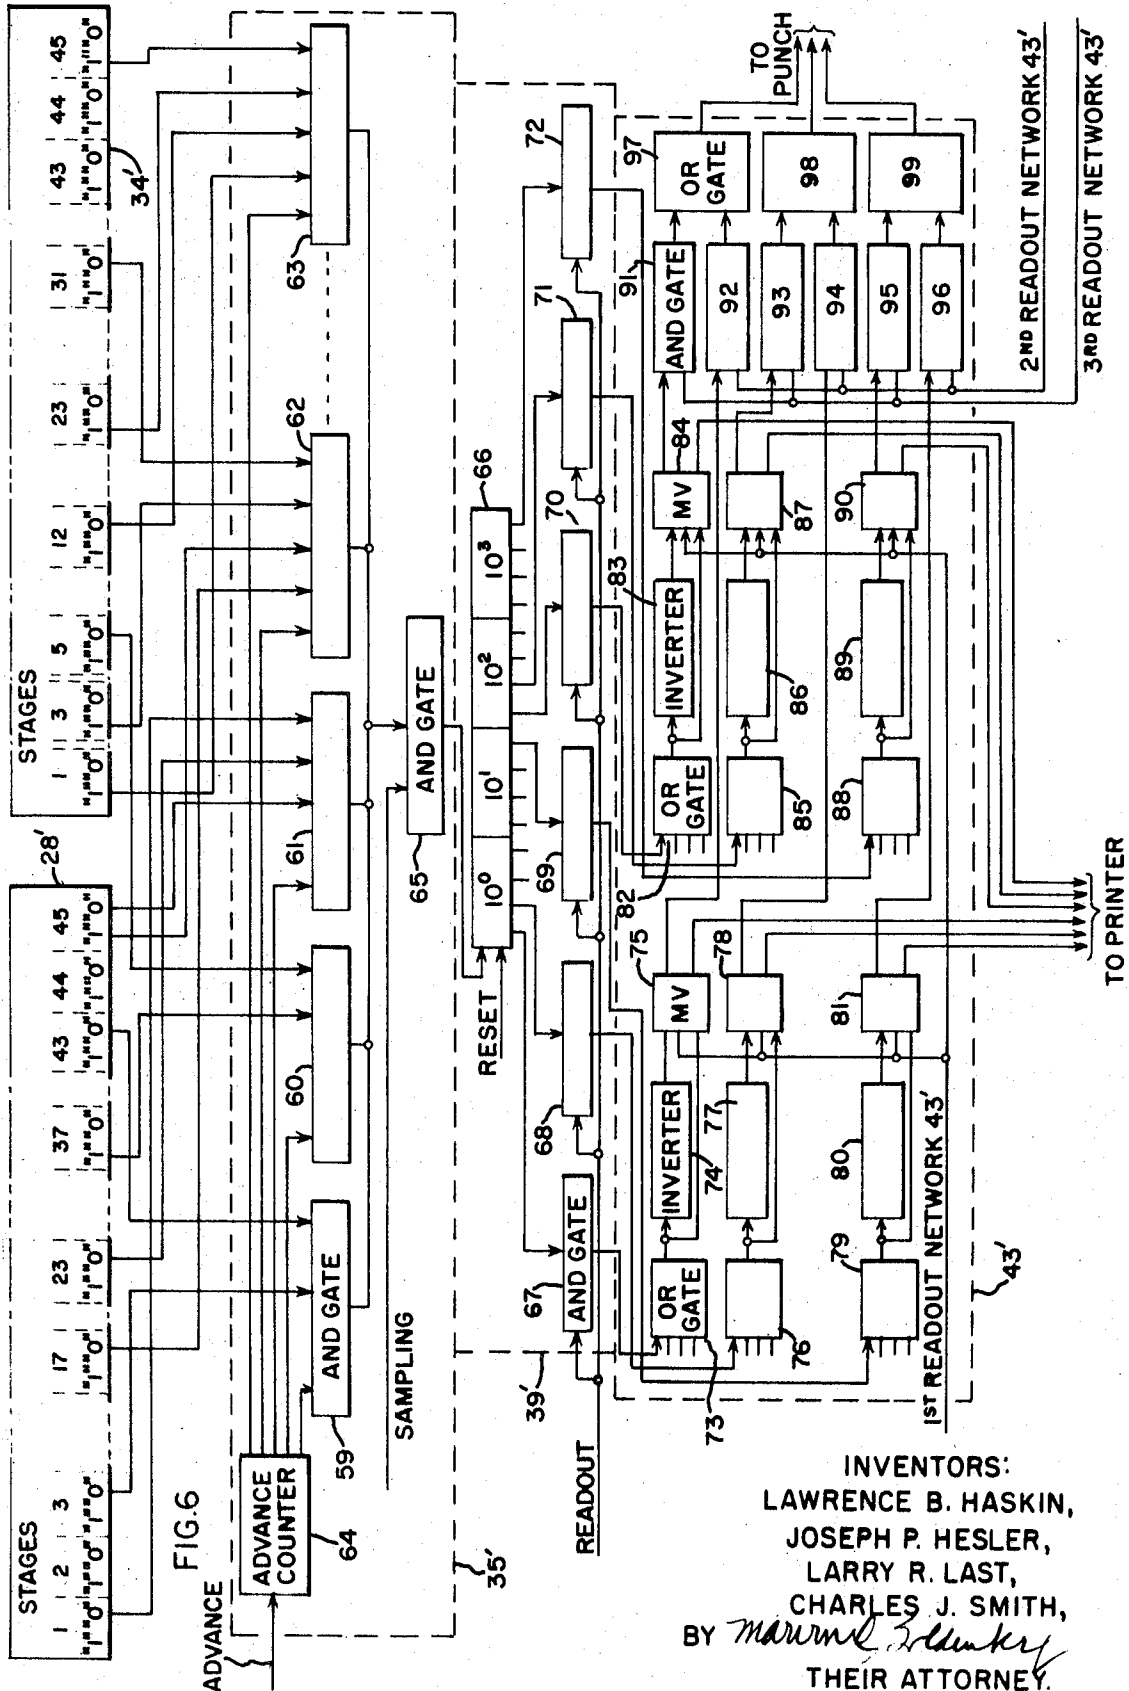 FIG.6
STAGES
1 2 3 17 23 37 43 44 45
"1""0" "1""0" "1""0" "1""0" "1""0" "1""0" "1""0" "1""0" "1""0"
28'
STAGES
1 3 5 12 23 31 43 44 45
"1""0" "1""0" "1""0" "1""0" "1""0" "1""0" "1""0" "1""0" "1""0"
34'
ADVANCE
ADVANCE
COUNTER
64
AND GATE
59
60
61
62
63
SAMPLING
AND GATE
65
35'
RESET
10⁰ 10¹ 10² 10³
66
39'
READOUT
AND GATE
67
68
69
70
71
72
OR
GATE
73
INVERTER
74
MV
75
76
77
78
79
80
81
OR
GATE
82
INVERTER
83
MV
84
85
86
87
88
89
90
AND GATE
91
92
93
94
95
96
OR
GATE
97
98
99
TO
PUNCH
1ST READOUT NETWORK 43'
43'
2ND READOUT NETWORK 43'
3RD READOUT NETWORK 43'
TO PRINTER
INVENTORS:
LAWRENCE B. HASKIN,
JOSEPH P. HESLER,
LARRY R. LAST,
CHARLES J. SMITH,
BY
THEIR ATTORNEY.